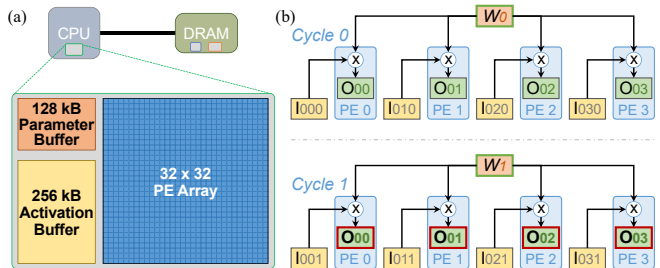 (a)
CPU
DRAM
128 kB
Parameter
Buffer
256 kB
Activation
Buffer
32 x 32
PE Array
(b)
Cycle 0
W0
X
X
X
X
O00
O01
O02
O03
I000
PE 0
I010
PE 1
I020
PE 2
I030
PE 3
Cycle 1
W1
X
X
X
X
O00
O01
O02
O03
I001
PE 0
I011
PE 1
I021
PE 2
I031
PE 3